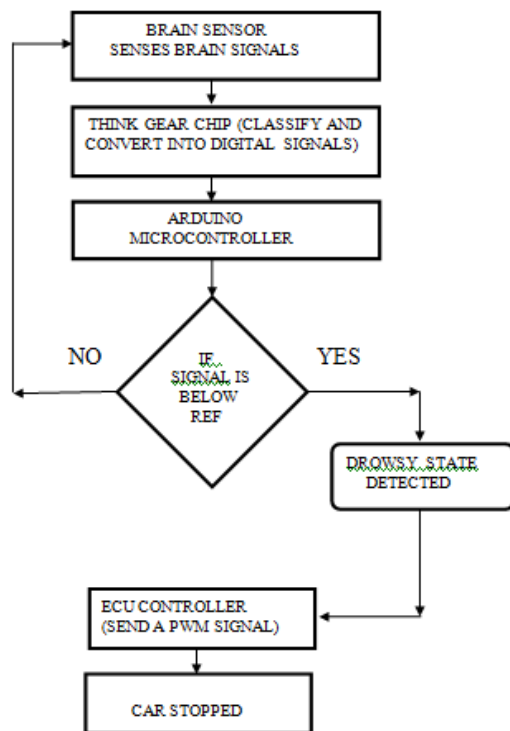 BRAIN SENSOR
SENSES BRAIN SIGNALS
THINK GEAR CHIP (CLASSIFY AND
CONVERT INTO DIGITAL SIGNALS)
ARDUINO
MICROCONTROLLER
NO
YES
IF
SIGNAL IS
BELOW
REF
DROWSY STATE
DETECTED
ECU CONTROLLER
(SEND A PWM SIGNAL)
CAR STOPPED